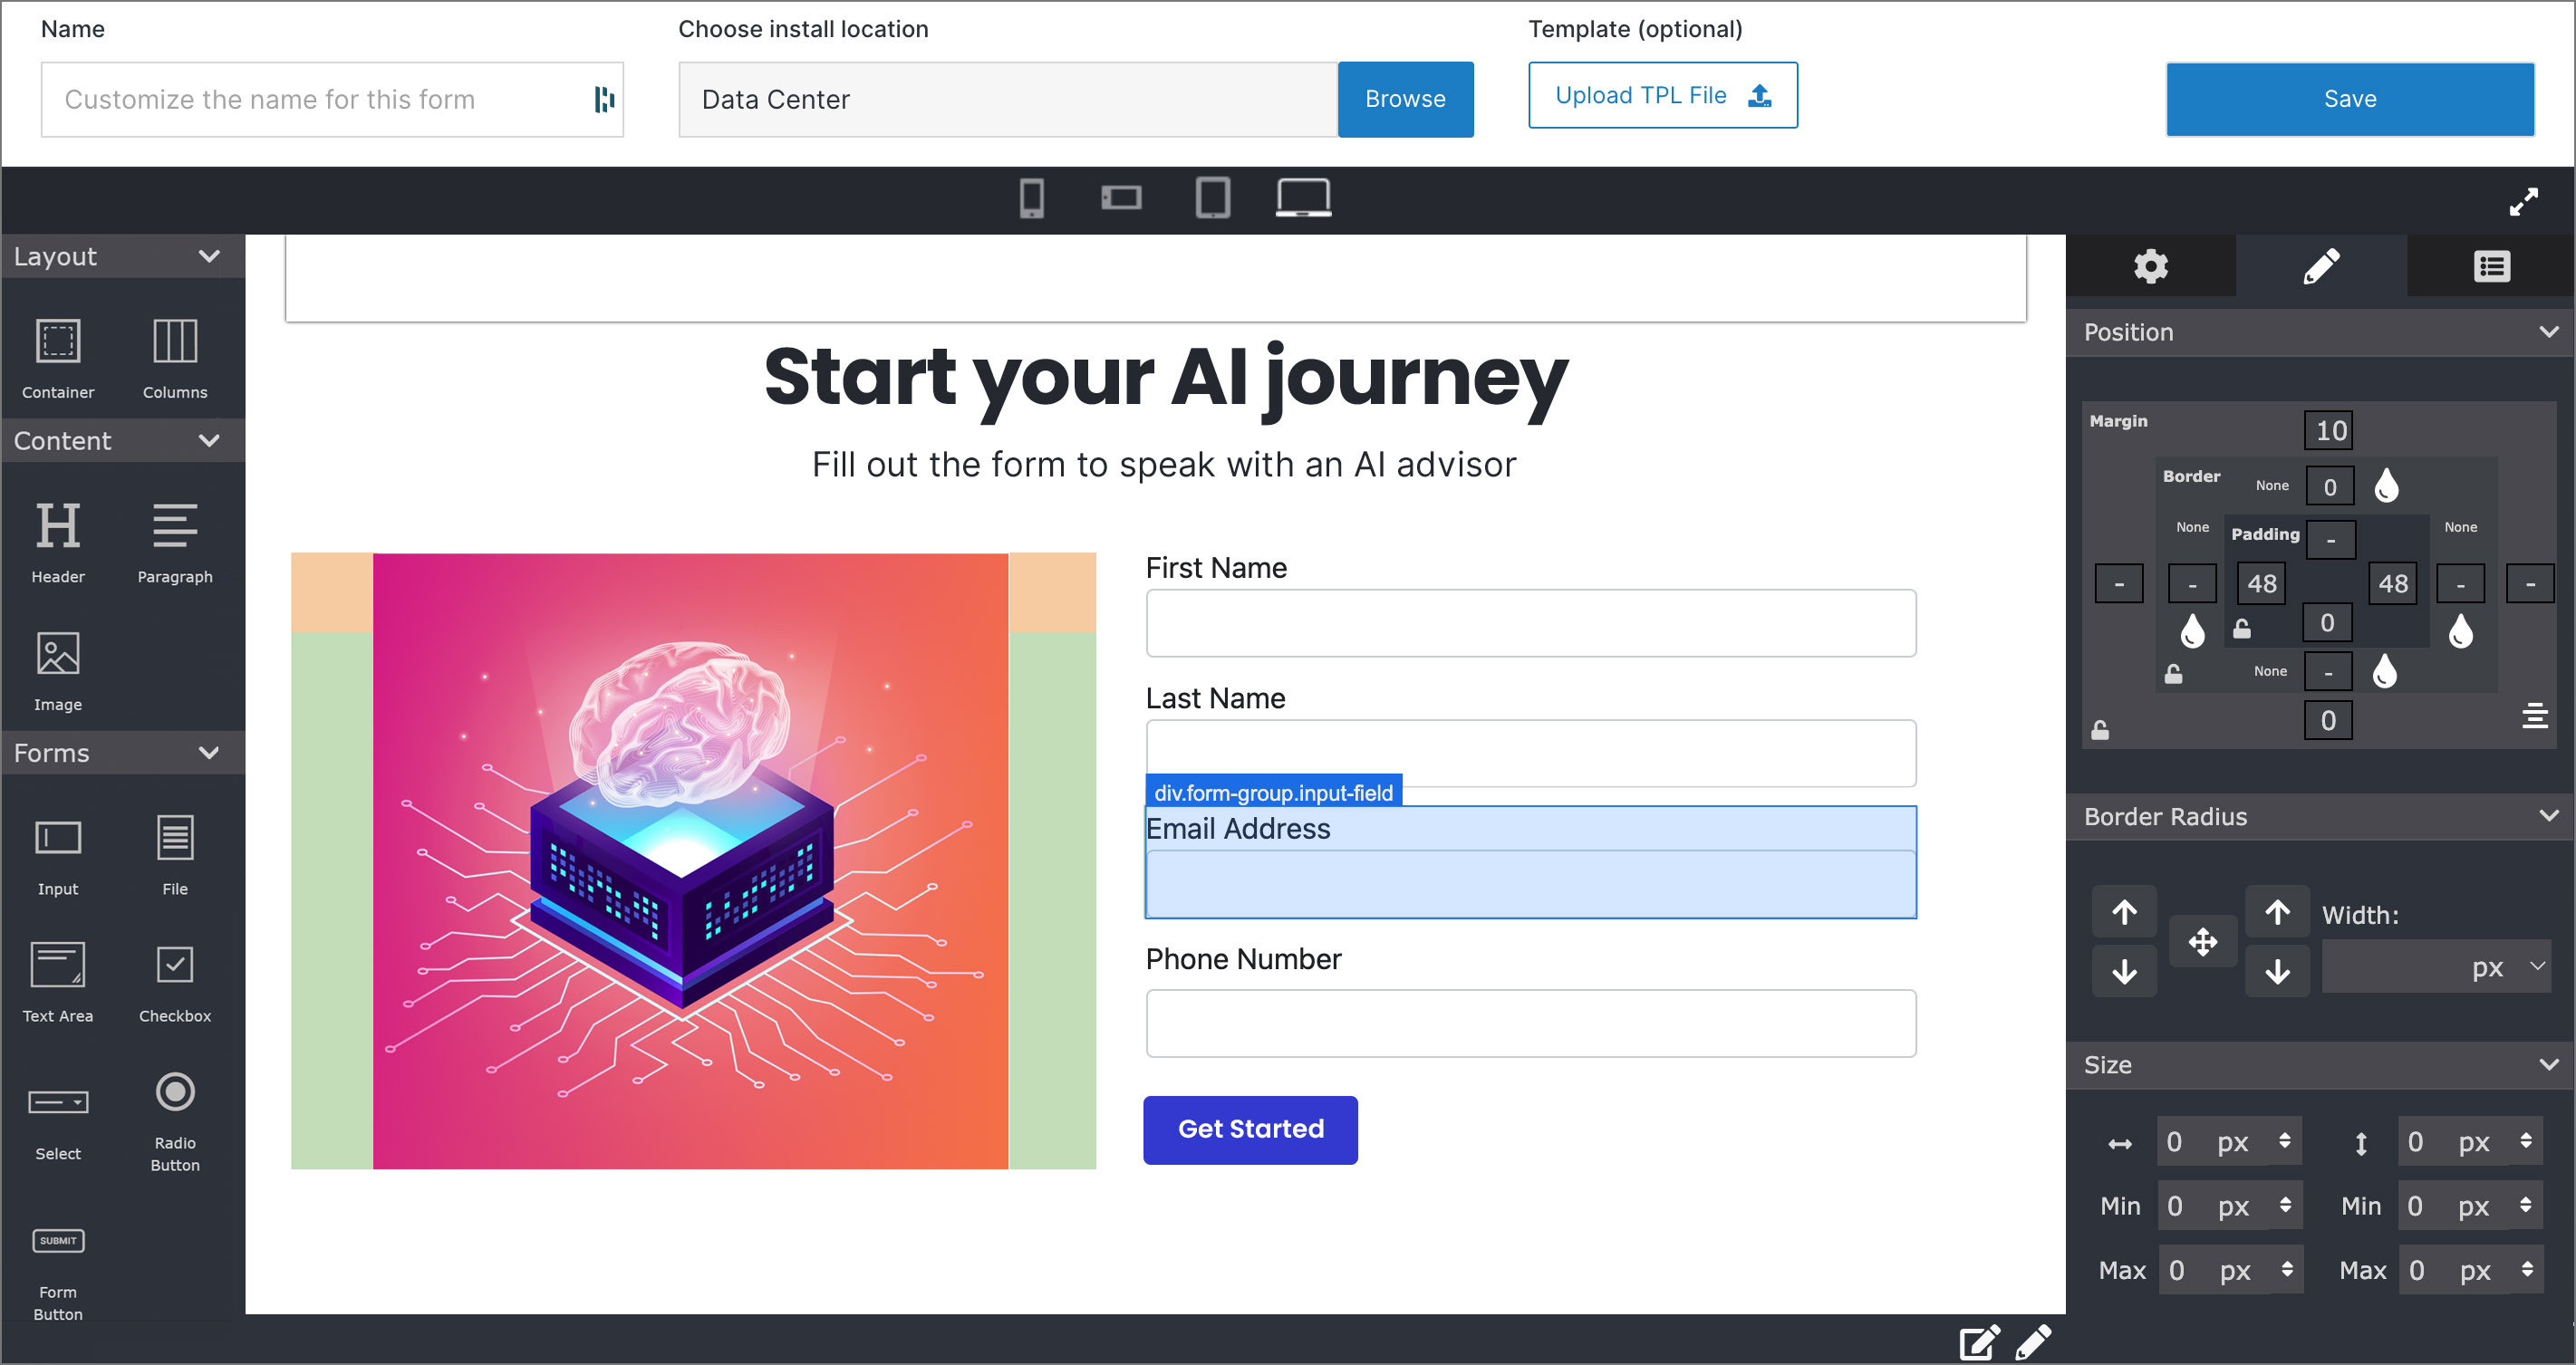 Name
Customize the name for this form
Choose install location
Data Center
Browse
Template (optional)
Upload TPL File
Save
Layout
Container
Columns
Content
Header
Paragraph
Image
Forms
Input
File
Text Area
Checkbox
Select
Radio
Button
SUBMIT
Form
Button
Start your AI journey
Fill out the form to speak with an AI advisor
First Name
Last Name
div.form-group.input-field
Email Address
Phone Number
Get Started
Position
Margin
10
Border
None
0
None
Padding
-
None
-
-
48
48
-
-
0
None
-
0
Border Radius
Width:
px
Size
0 px
0 px
Min 0 px
Min 0 px
Max 0 px
Max 0 px